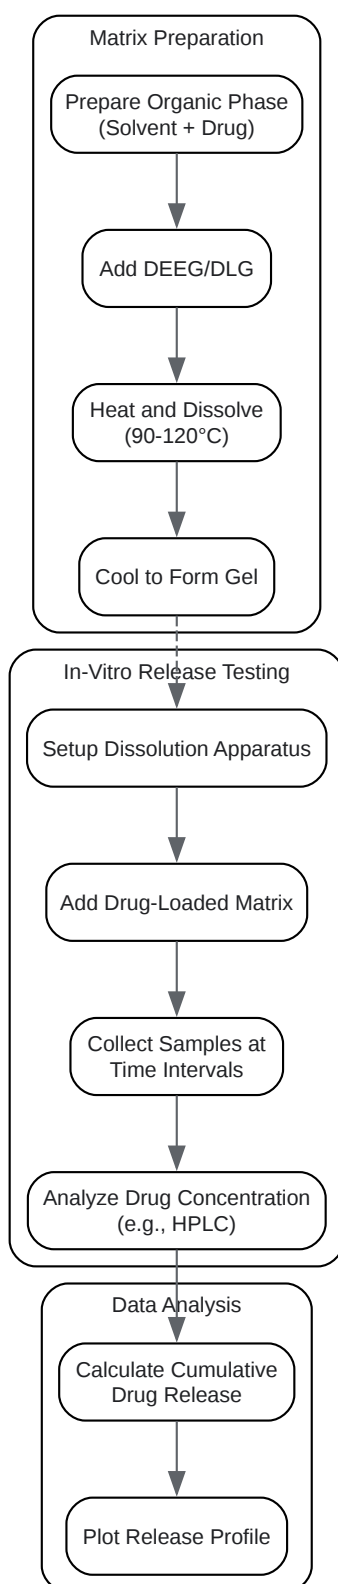 Matrix Preparation
Prepare Organic Phase
(Solvent + Drug)
Add DEEG/DLG
Heat and Dissolve
(90-120°C)
Cool to Form Gel
In-Vitro Release Testing
Setup Dissolution Apparatus
Add Drug-Loaded Matrix
Collect Samples at
Time Intervals
Analyze Drug Concentration
(e.g., HPLC)
Data Analysis
Calculate Cumulative
Drug Release
Plot Release Profile